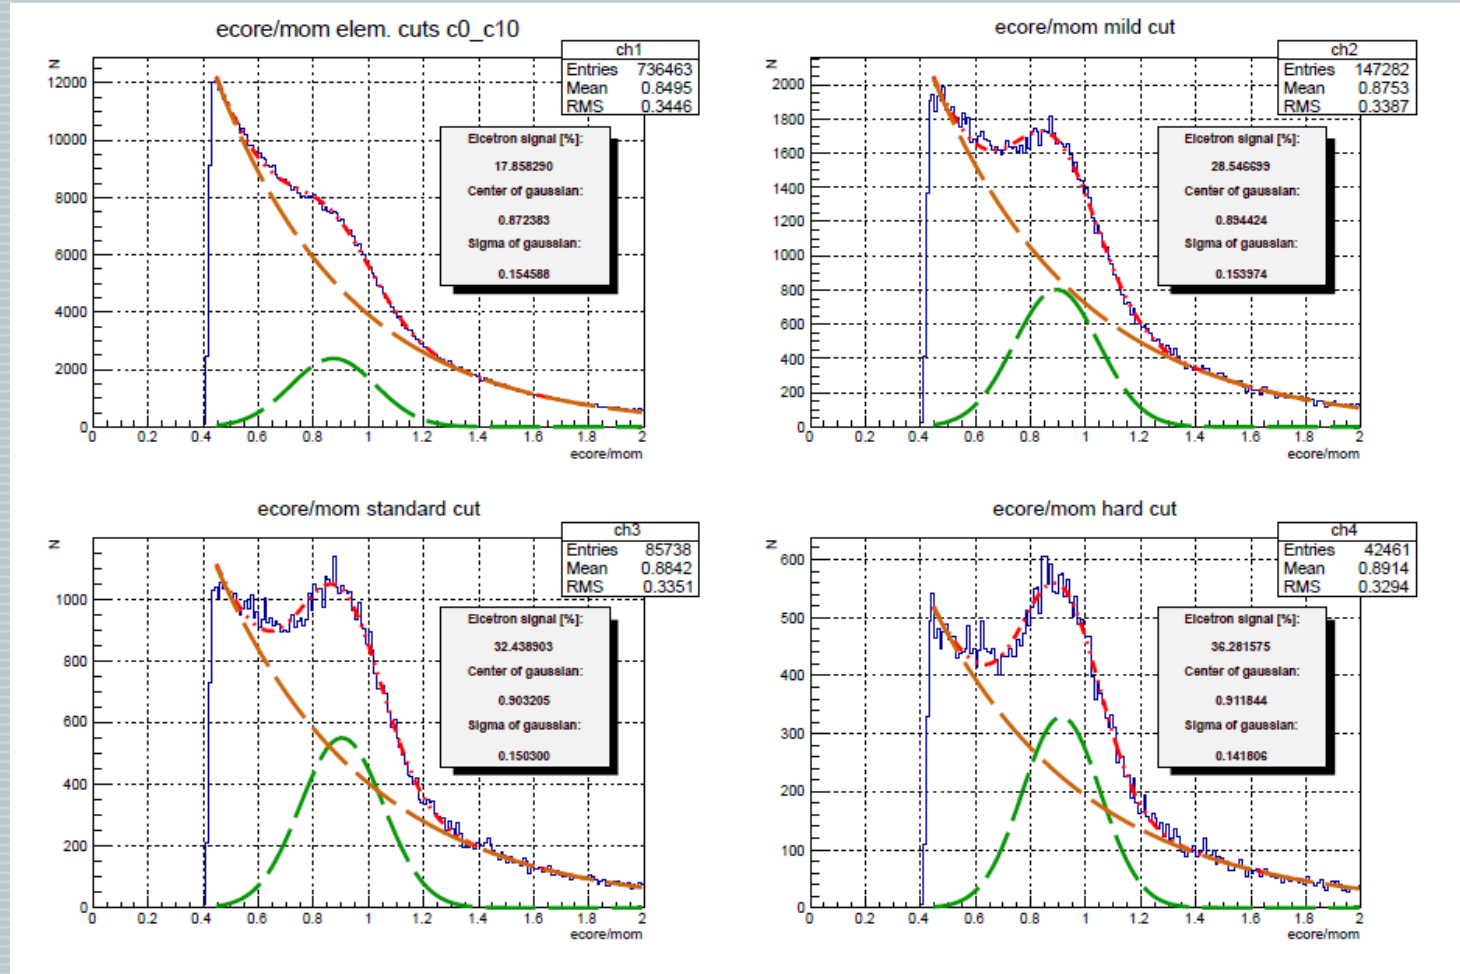 ecore/mom elem. cuts c0_c10
ch1
Entries 736463
Mean 0.8495
RMS 0.3446
N
12000
10000
8000
6000
4000
2000
0
Elcetron signal [%]:
17.858290
Center of gaussian:
0.872383
Sigma of gaussian:
0.154588
0 0.2 0.4 0.6 0.8 1 1.2 1.4 1.6 1.8 2
ecore/mom
ecore/mom mild cut
ch2
Entries 147282
Mean 0.8753
RMS 0.3387
N
2000
1800
1600
1400
1200
1000
800
600
400
200
0
Elcetron signal [%]:
28.546699
Center of gaussian:
0.894424
Sigma of gaussian:
0.153974
0 0.2 0.4 0.6 0.8 1 1.2 1.4 1.6 1.8 2
ecore/mom
ecore/mom standard cut
ch3
Entries 85738
Mean 0.8842
RMS 0.3351
N
1000
800
600
400
200
0
Elcetron signal [%]:
32.438903
Center of gaussian:
0.903205
Sigma of gaussian:
0.150300
0 0.2 0.4 0.6 0.8 1 1.2 1.4 1.6 1.8 2
ecore/mom
ecore/mom hard cut
ch4
Entries 42461
Mean 0.8914
RMS 0.3294
N
600
500
400
300
200
100
0
Elcetron signal [%]:
36.281575
Center of gaussian:
0.911844
Sigma of gaussian:
0.141806
0 0.2 0.4 0.6 0.8 1 1.2 1.4 1.6 1.8 2
ecore/mom